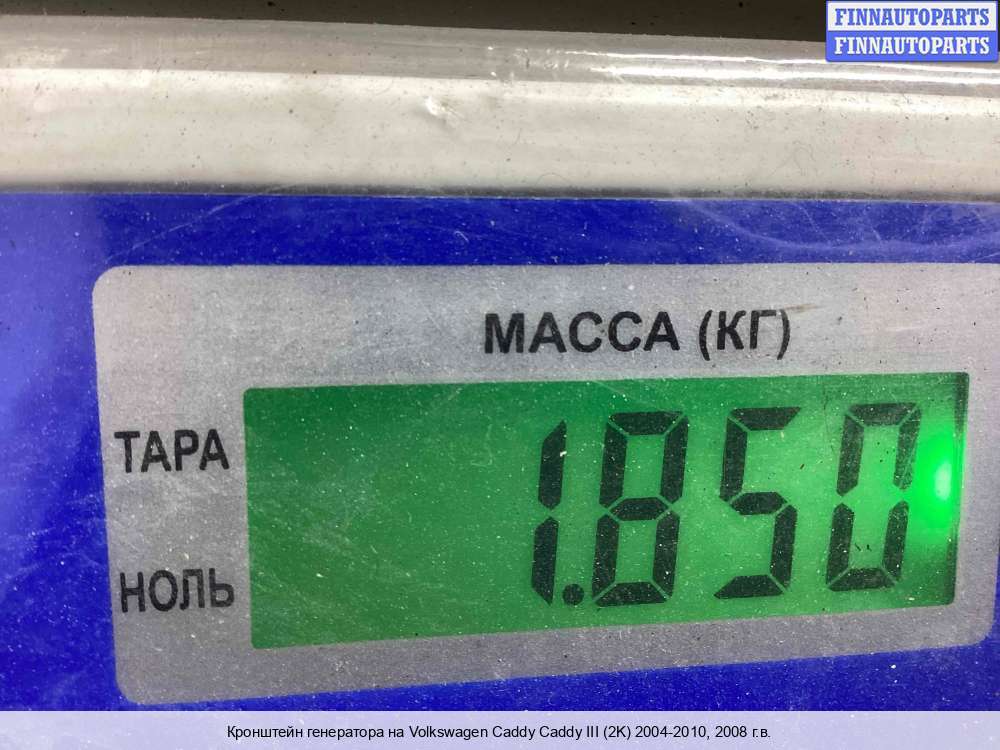 FINNAUTOPARTS
FINNAUTOPARTS
МАССА (КГ)
ТАРА
1.850
НОЛЬ
Кронштейн генератора на Volkswagen Caddy Caddy III (2K) 2004-2010, 2008 г.в.